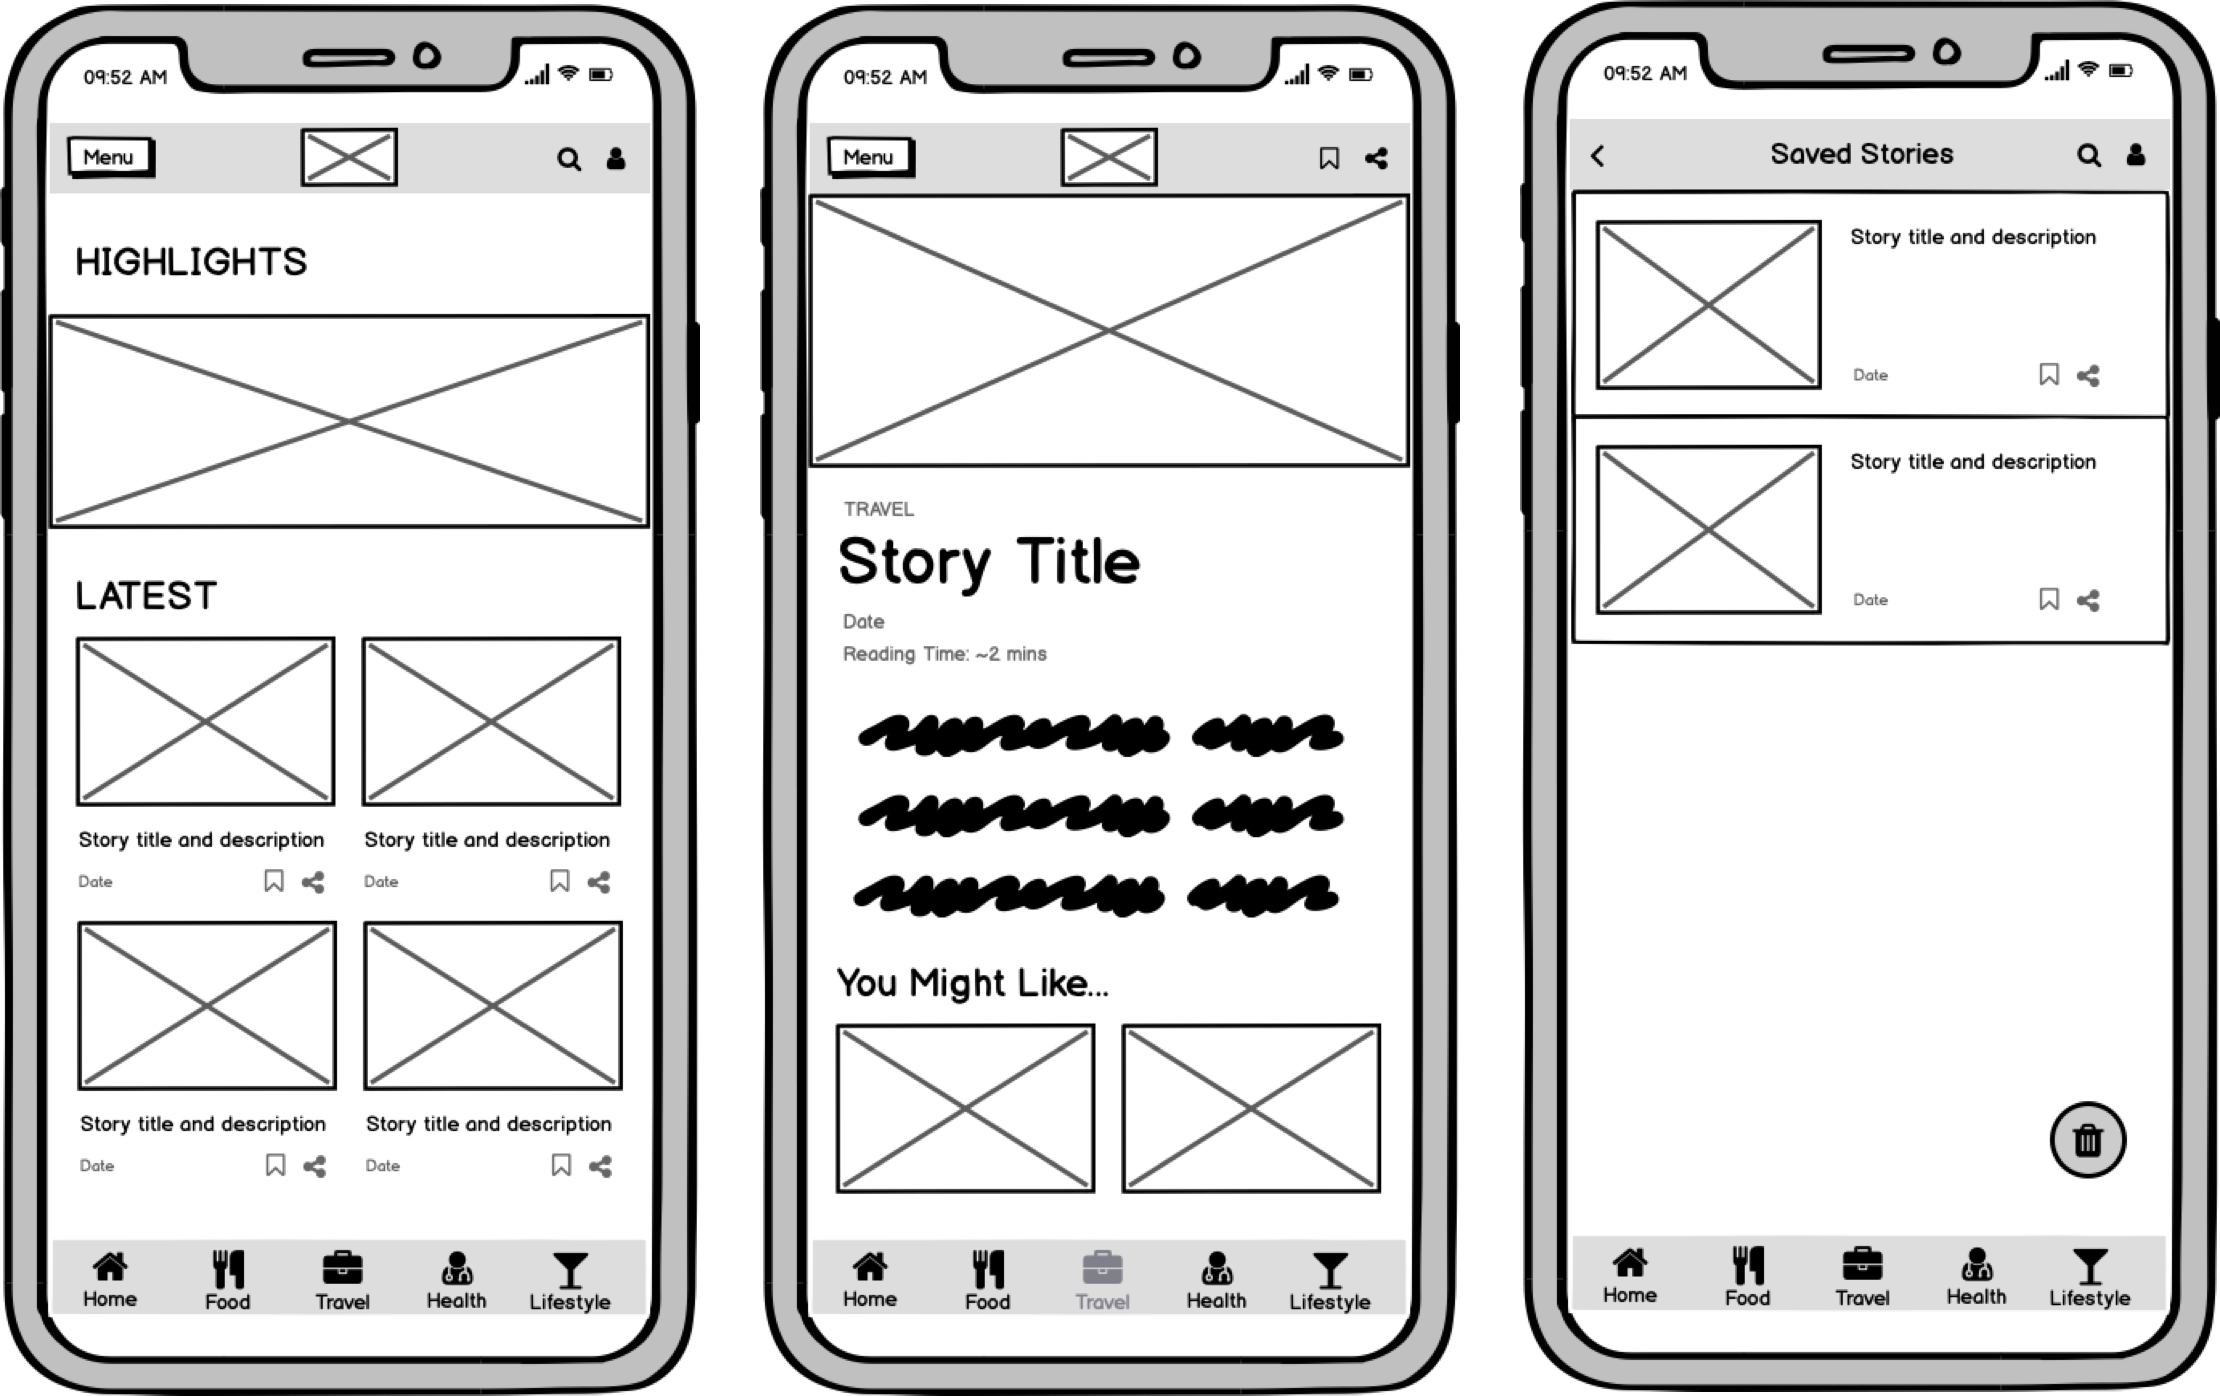 09:52 AM
Menu
HIGHLIGHTS
LATEST
Story title and description
Story title and description
Date
Date
Story title and description
Story title and description
Date
Date
Home
Food
Travel
Health
Lifestyle
09:52 AM
Menu
TRAVEL
Story Title
Date
Reading Time: ~2 mins
You Might Like...
Home
Food
Travel
Health
Lifestyle
09:52 AM
Saved Stories
Story title and description
Date
Story title and description
Date
Home
Food
Travel
Health
Lifestyle